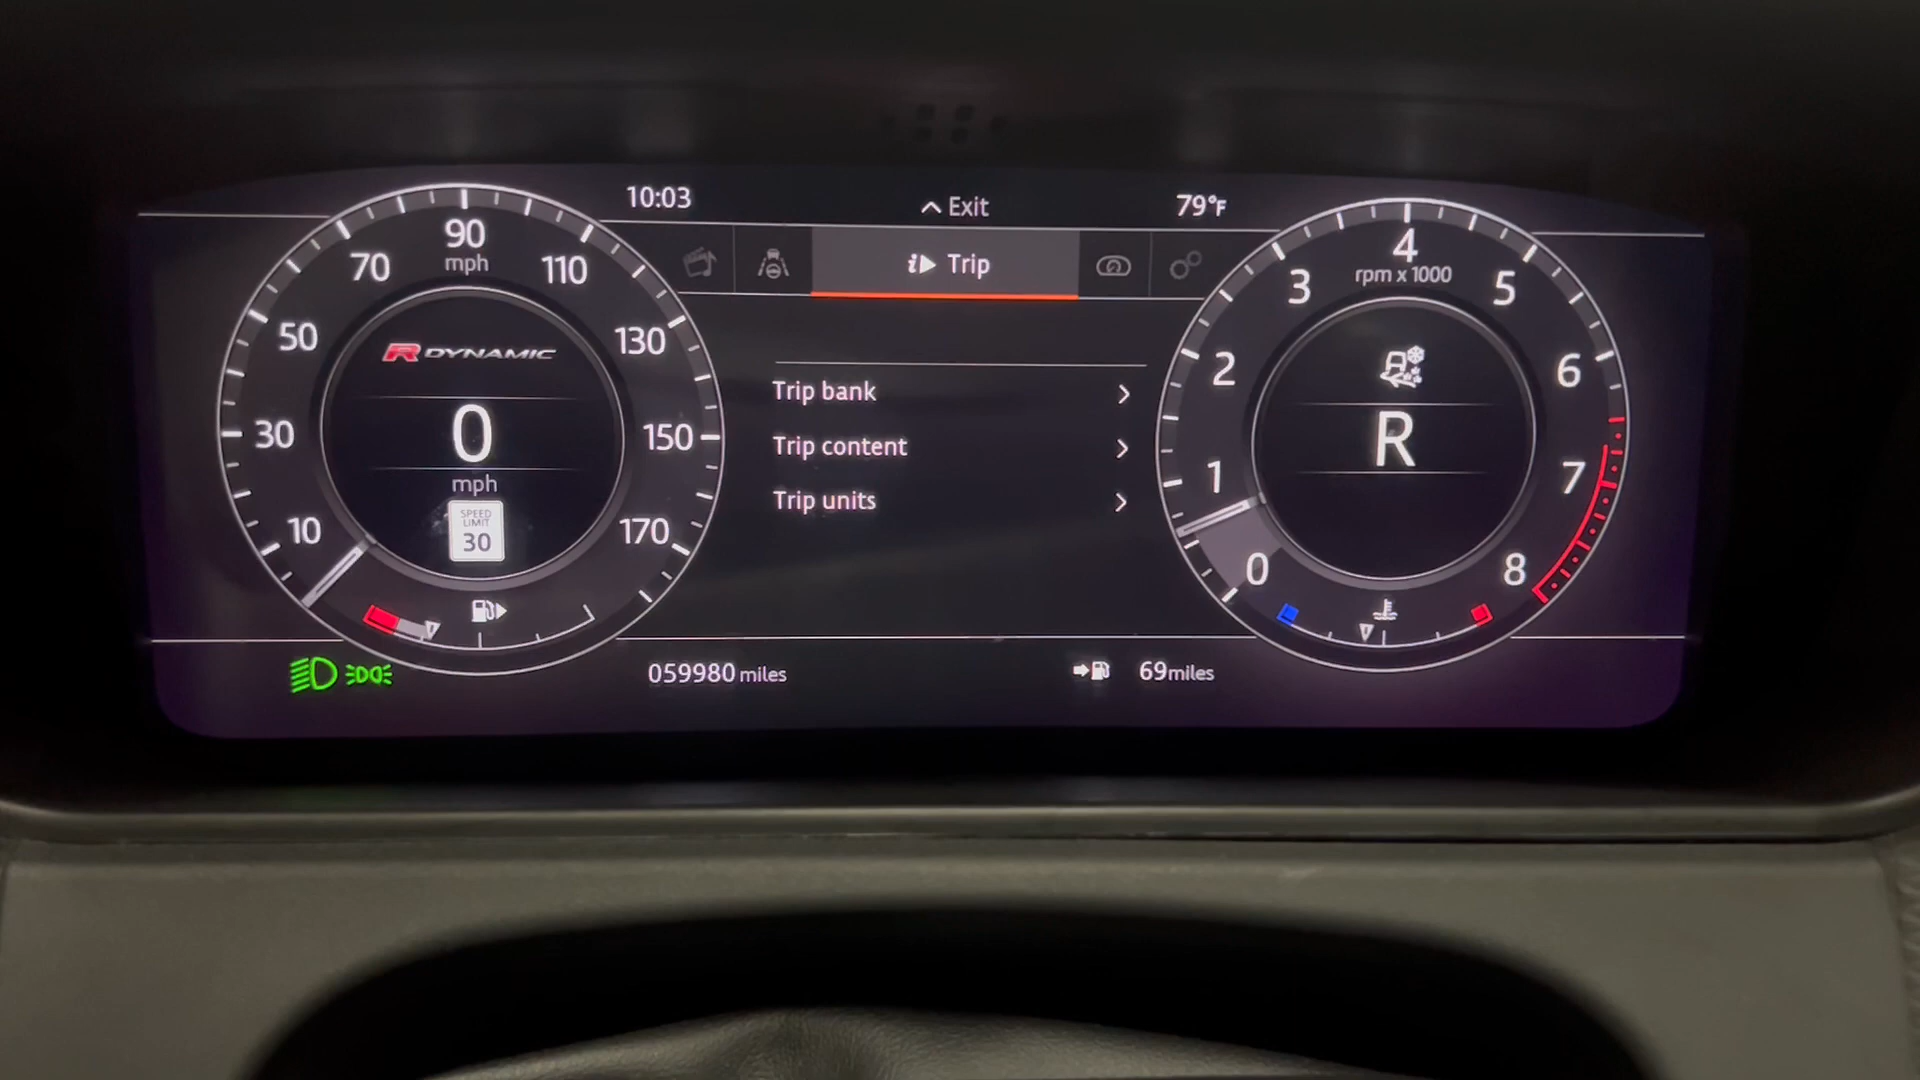 10:03
Exit
79°F
Trip
Trip bank
Trip content
Trip units
10
30
50
70
90
mph
110
130
150
170
R DYNAMIC
0
mph
SPEED
LIMIT
30
0
1
2
3
4
rpm x 1000
5
6
7
8
R
059980 miles
69 miles